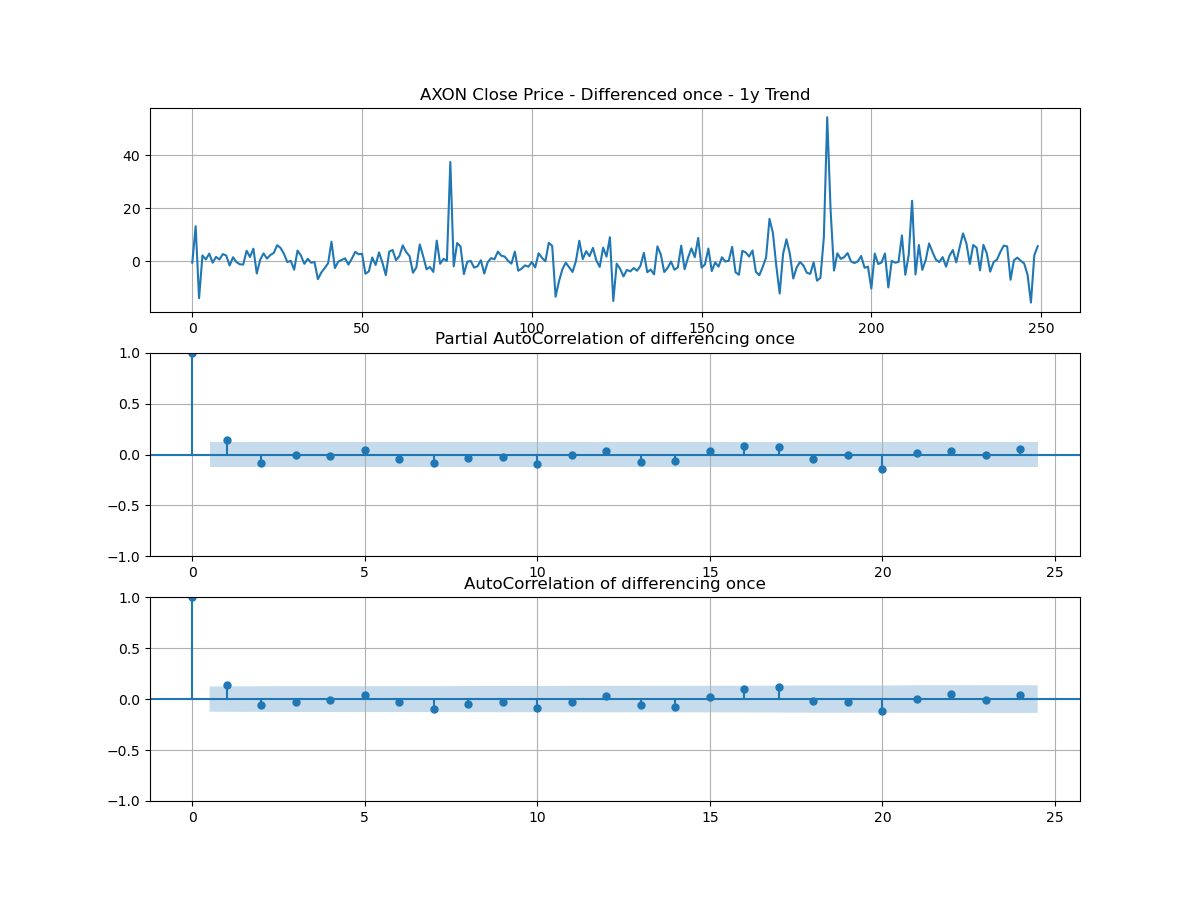 AXON Close Price - Differenced once - 1y Trend
40
20
0
0 50 100 150 200 250
Partial AutoCorrelation of differencing once
1.0
0.5
0.0
−0.5
−1.0
0 5 10 15 20 25
AutoCorrelation of differencing once
1.0
0.5
0.0
−0.5
−1.0
0 5 10 15 20 25